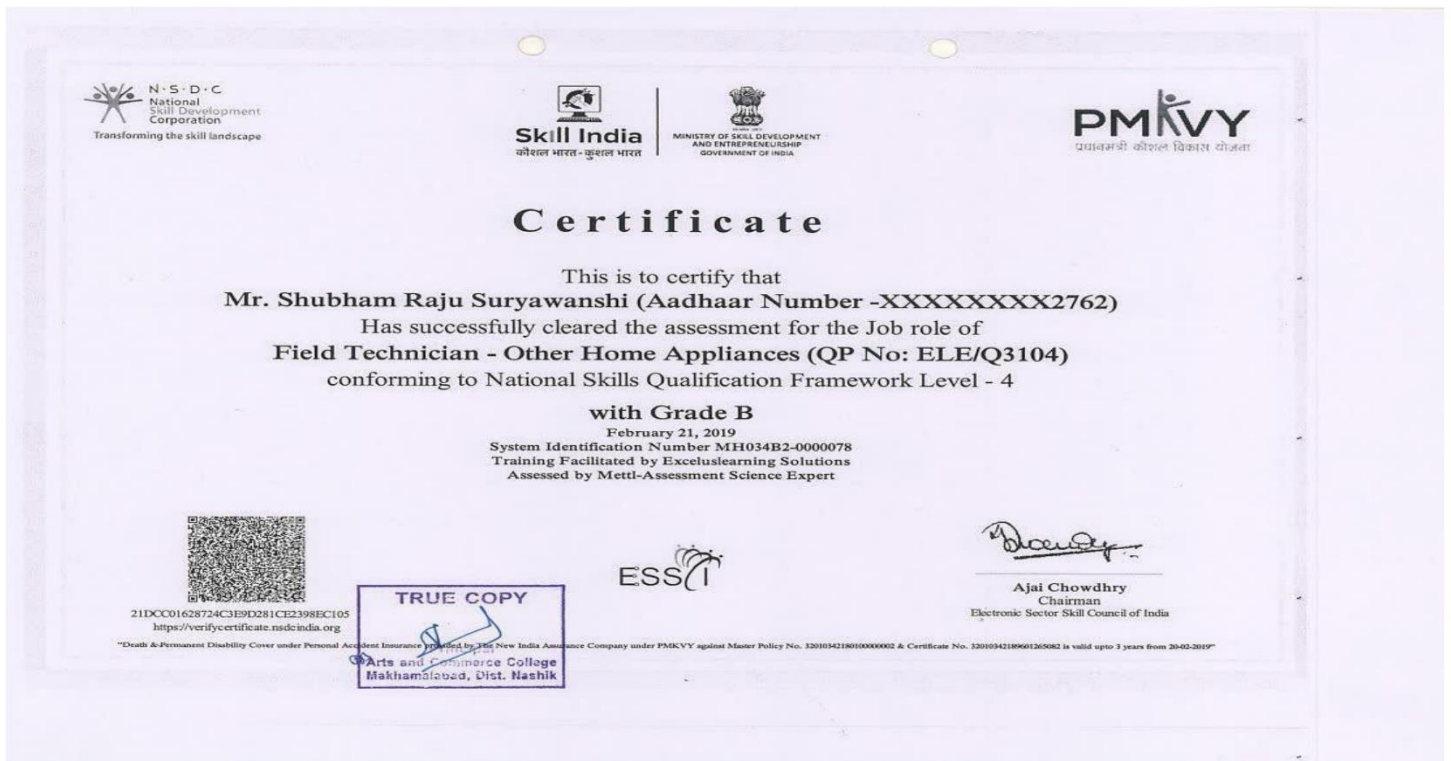 N·S·D·C
National
Skill Development
Corporation
Transforming the skill landscape
Skill India
कौशल भारत - कुशल भारत
MINISTRY OF SKILL DEVELOPMENT
AND ENTREPRENEURSHIP
GOVERNMENT OF INDIA
PMKVY
प्रधानमंत्री कौशल विकास योजना
Certificate
This is to certify that
Mr. Shubham Raju Suryawanshi (Aadhaar Number -XXXXXXXX2762)
Has successfully cleared the assessment for the Job role of
Field Technician - Other Home Appliances (QP No: ELE/Q3104)
conforming to National Skills Qualification Framework Level - 4
with Grade B
February 21, 2019
System Identification Number MH034B2-0000078
Training Facilitated by Exceluslearning Solutions
Assessed by Mettl-Assessment Science Expert
21DCC01628724C3E9D281CE2398EC105
https://verifycertificate.nsdcindia.org
ESSCI
Ajai Chowdhry
Chairman
Electronic Sector Skill Council of India
TRUE COPY
Principal
Arts and Commerce College
Makhamalabad, Dist. Nashik
"Death & Permanent Disability Cover under Personal Accident Insurance provided by The New India Assurance Company under PMKVY against Master Policy No. 32010342180100000002 & Certificate No. 32010342189601265082 is valid upto 3 years from 20-02-2019"